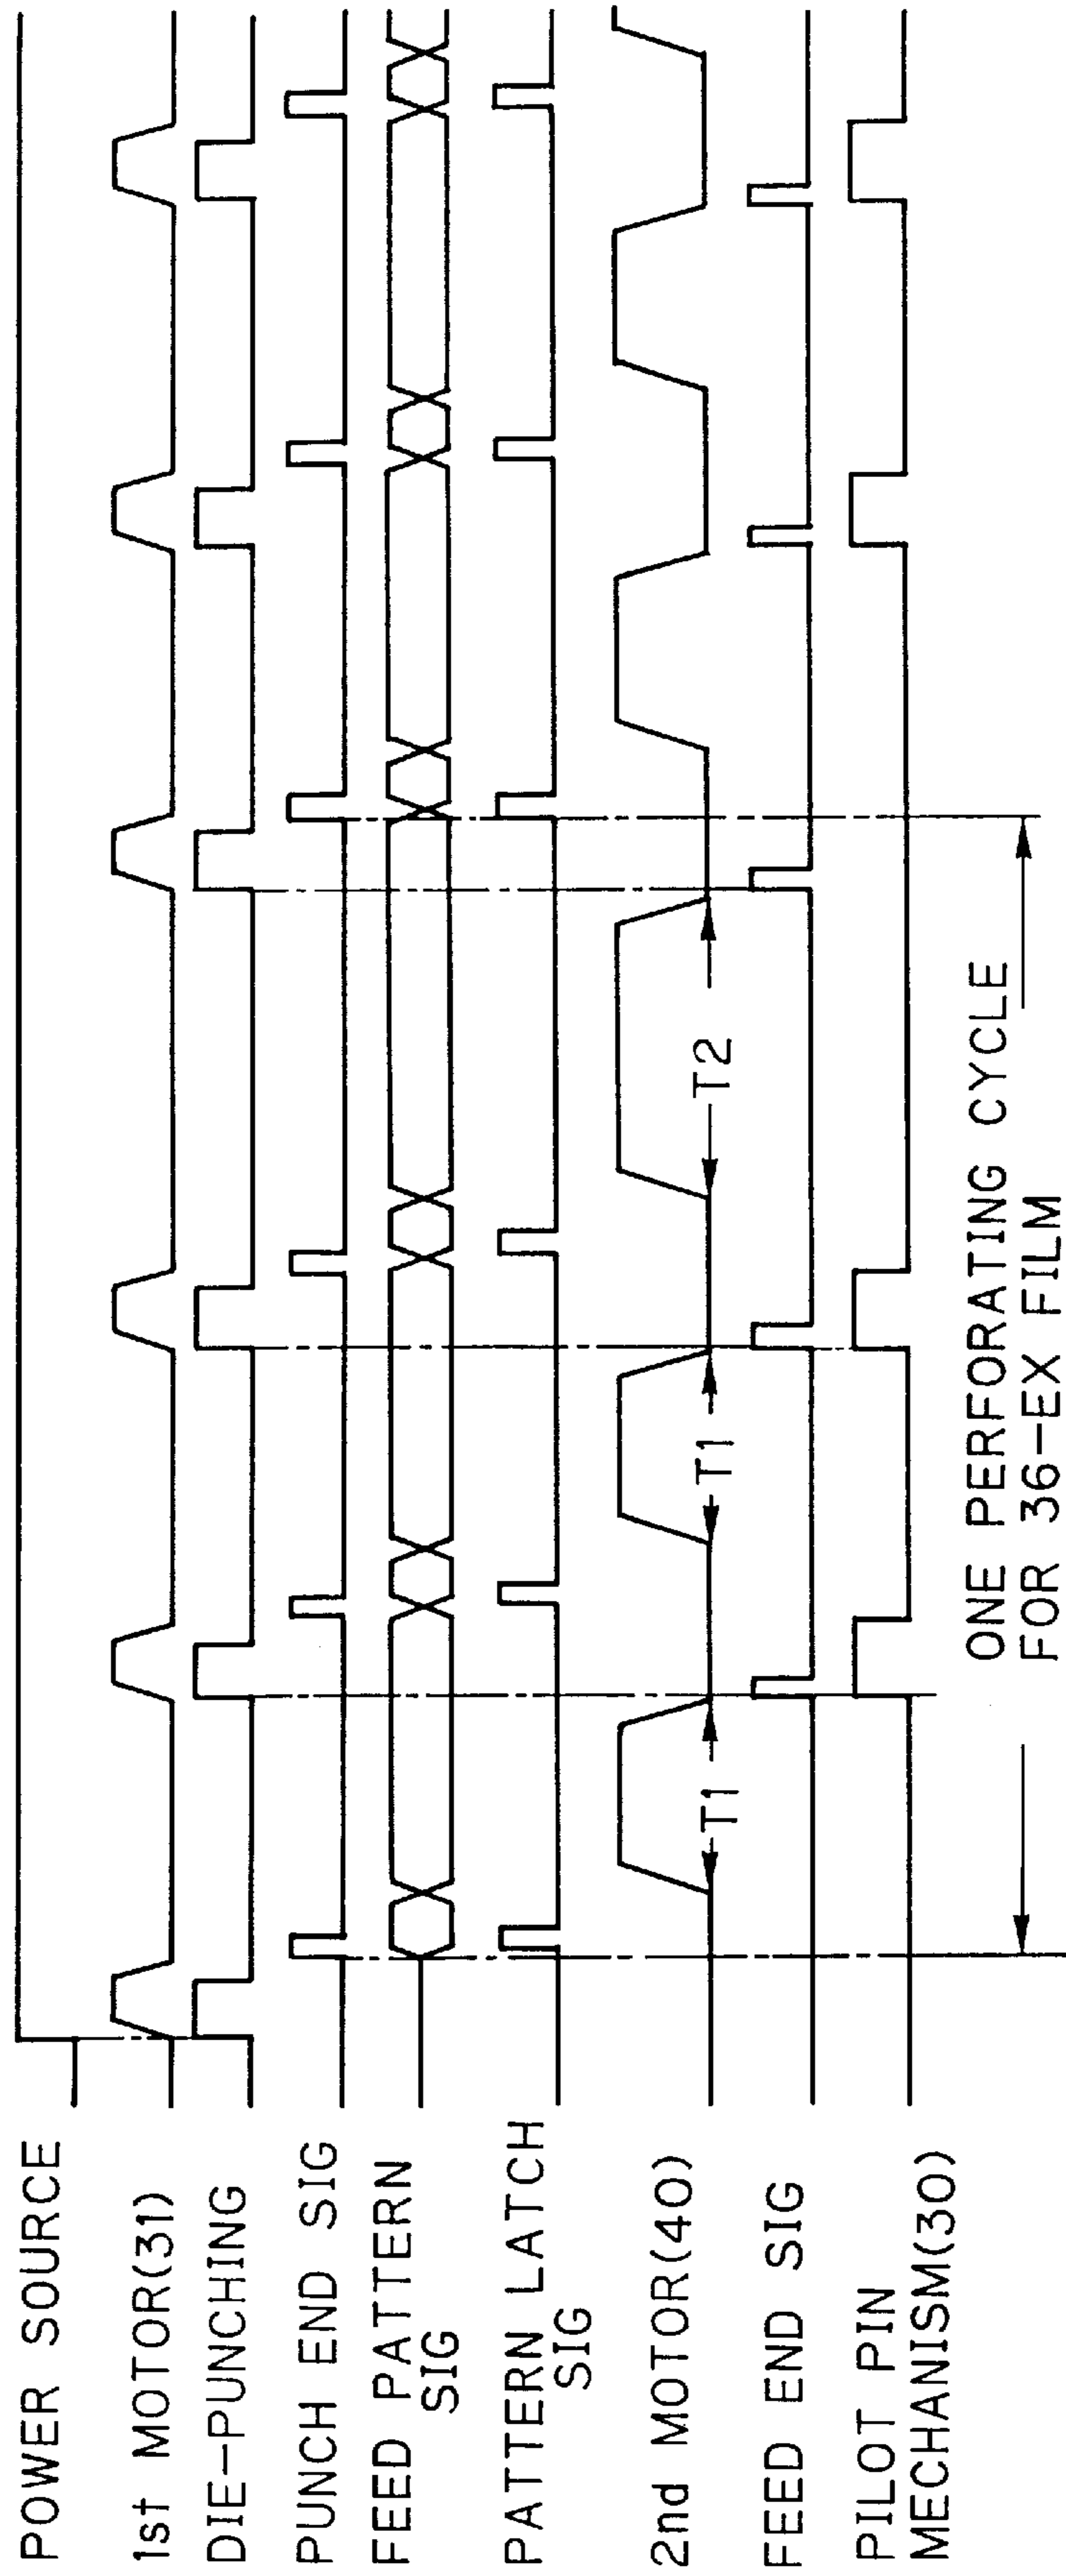 POWER SOURCE
1st MOTOR(31)
DIE-PUNCHING
PUNCH END SIG
FEED PATTERN
SIG
PATTERN LATCH
SIG
2nd MOTOR(40)
T1
T1
T2
FEED END SIG
PILOT PIN
MECHANISM(30)
ONE PERFORATING CYCLE
FOR 36-EX FILM